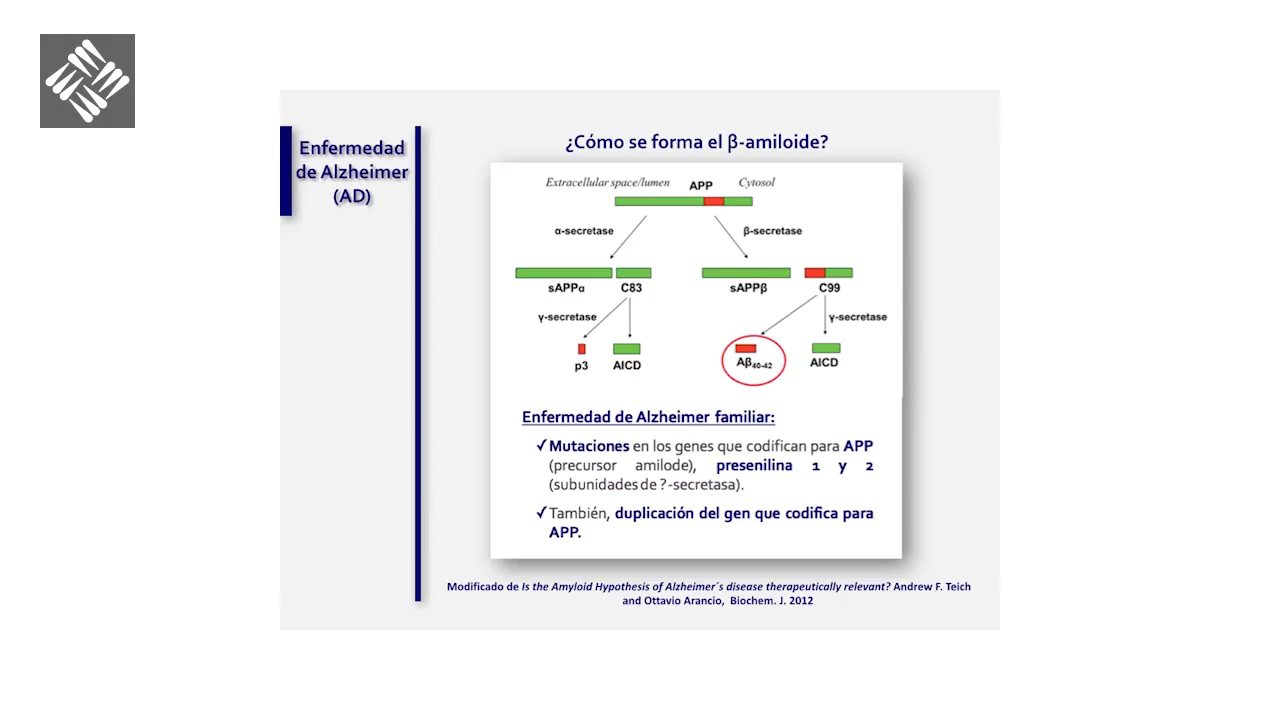 Enfermedad
de Alzheimer
(AD)
¿Cómo se forma el β-amiloide?
Extracellular space/lumen APP Cytosol
α-secretase β-secretase
sAPPα C83 sAPPβ C99
γ-secretase γ-secretase
p3 AICD Aβ40-42 AICD
Enfermedad de Alzheimer familiar:
✓Mutaciones en los genes que codifican para APP
(precursor amilode), presenilina 1 y 2
(subunidades de ?-secretasa).
✓También, duplicación del gen que codifica para
APP.
Modificado de Is the Amyloid Hypothesis of Alzheimer´s disease therapeutically relevant? Andrew F. Teich
and Ottavio Arancio, Biochem. J. 2012